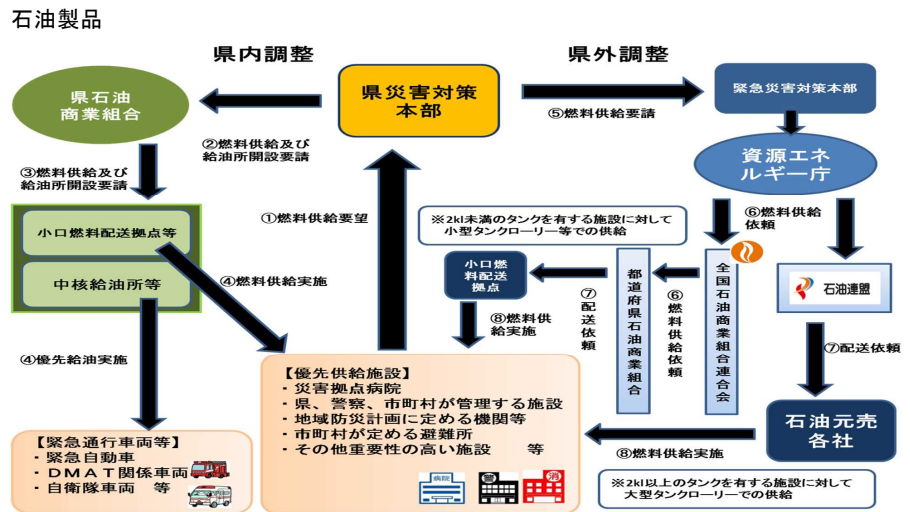 石油製品
県内調整
県外調整
県石油
商業組合
県災害対策
本部
緊急災害対策本部
⑤燃料供給要請
②燃料供給及び
給油所開設要請
③燃料供給及び
給油所開設要請
資源エネ
ルギー庁
①燃料供給要望
※2kl未満のタンクを有する施設に対して
小型タンクローリー等での供給
⑥燃料供給
依頼
小口燃料配送拠点等
中核給油所等
④燃料供給実施
小口燃
料配送
拠点
⑦配送依頼
都道府県石油商業組合
⑥燃料供給依頼
全国石油商業組合連合会
石油連盟
⑧燃料供
給実施
⑦配送依頼
④優先給油実施
【優先供給施設】
・災害拠点病院
・県、警察、市町村が管理する施設
・地域防災計画に定める機関等
・市町村が定める避難所
・その他重要性の高い施設　等
病院
警
消
石油元売
各社
⑧燃料供給実施
【緊急通行車両等】
・緊急自動車
・DMAT関係車両
・自衛隊車両　等
※2kl以上のタンクを有する施設に対して
大型タンクローリーでの供給